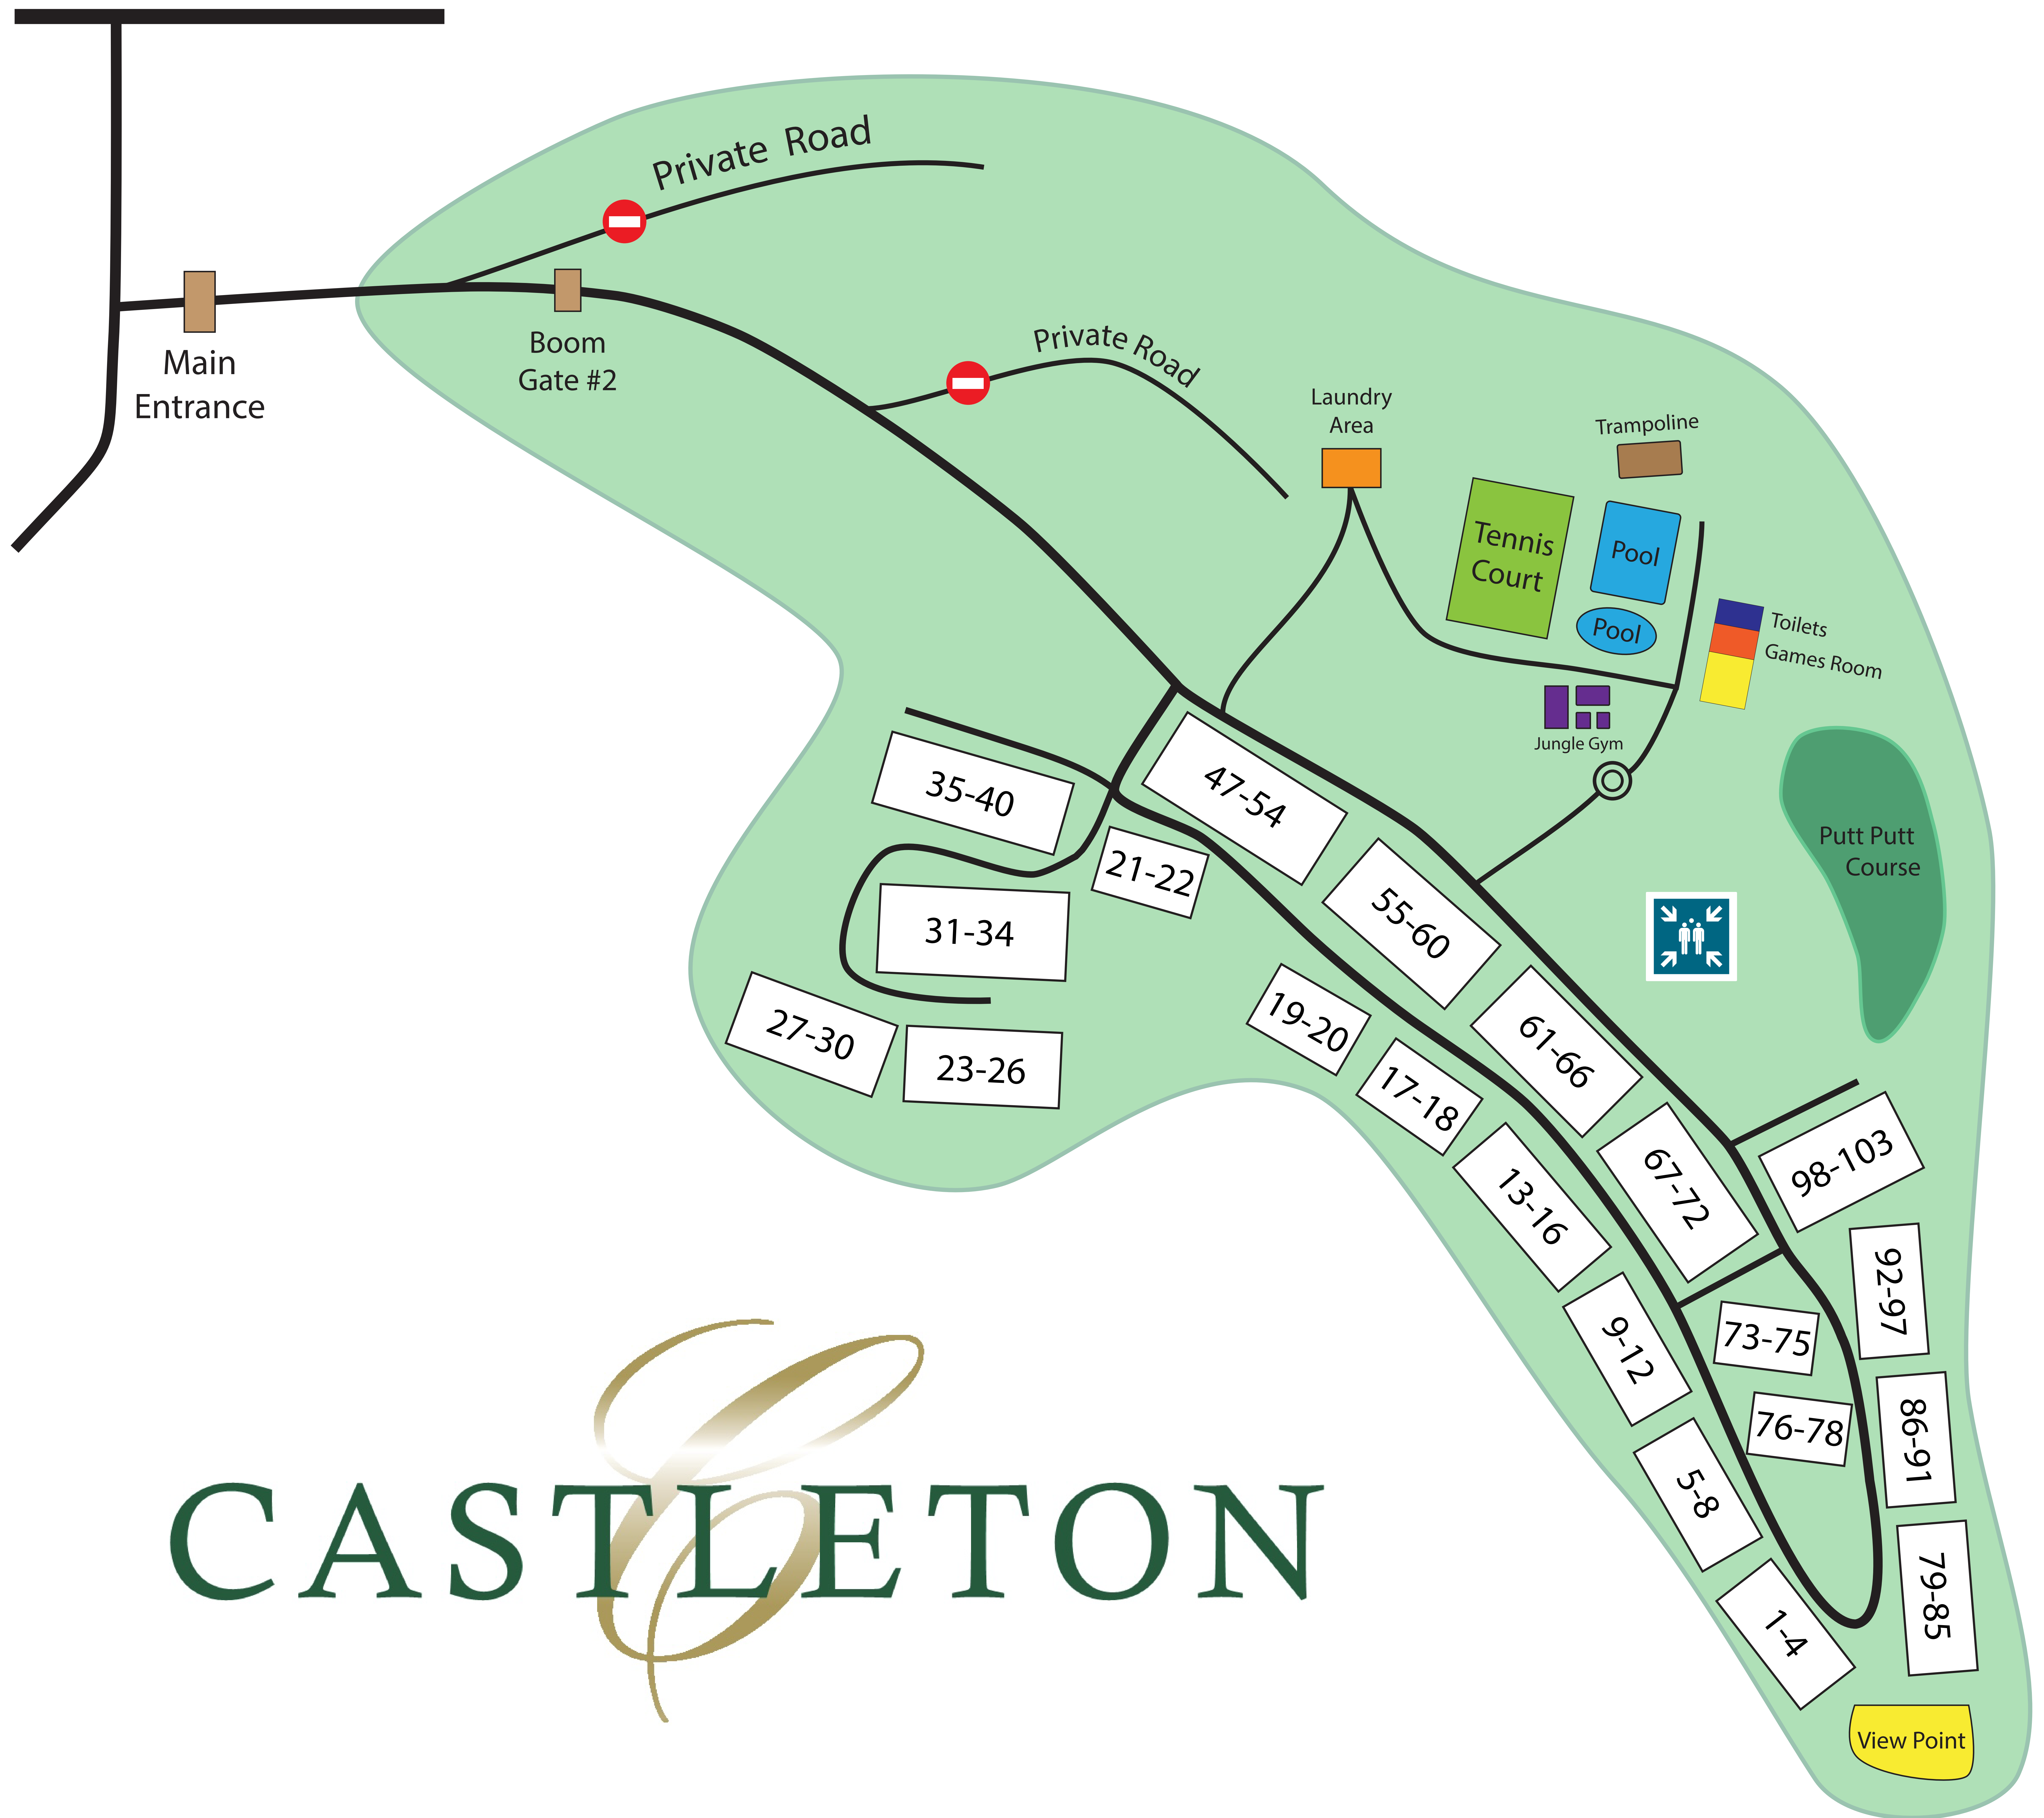 Private Road
Main
Entrance
Boom
Gate #2
Private Road
Laundry
Area
Trampoline
Tennis
Court
Pool
Pool
Toilets
Games Room
Jungle Gym
Putt Putt
Course
47-54
35-40
21-22
55-60
31-34
19-20
61-66
27-30
23-26
17-18
98-103
67-72
13-16
92-97
9-12
73-75
76-78
86-91
5-8
79-85
1-4
View Point
C
CASTLETON